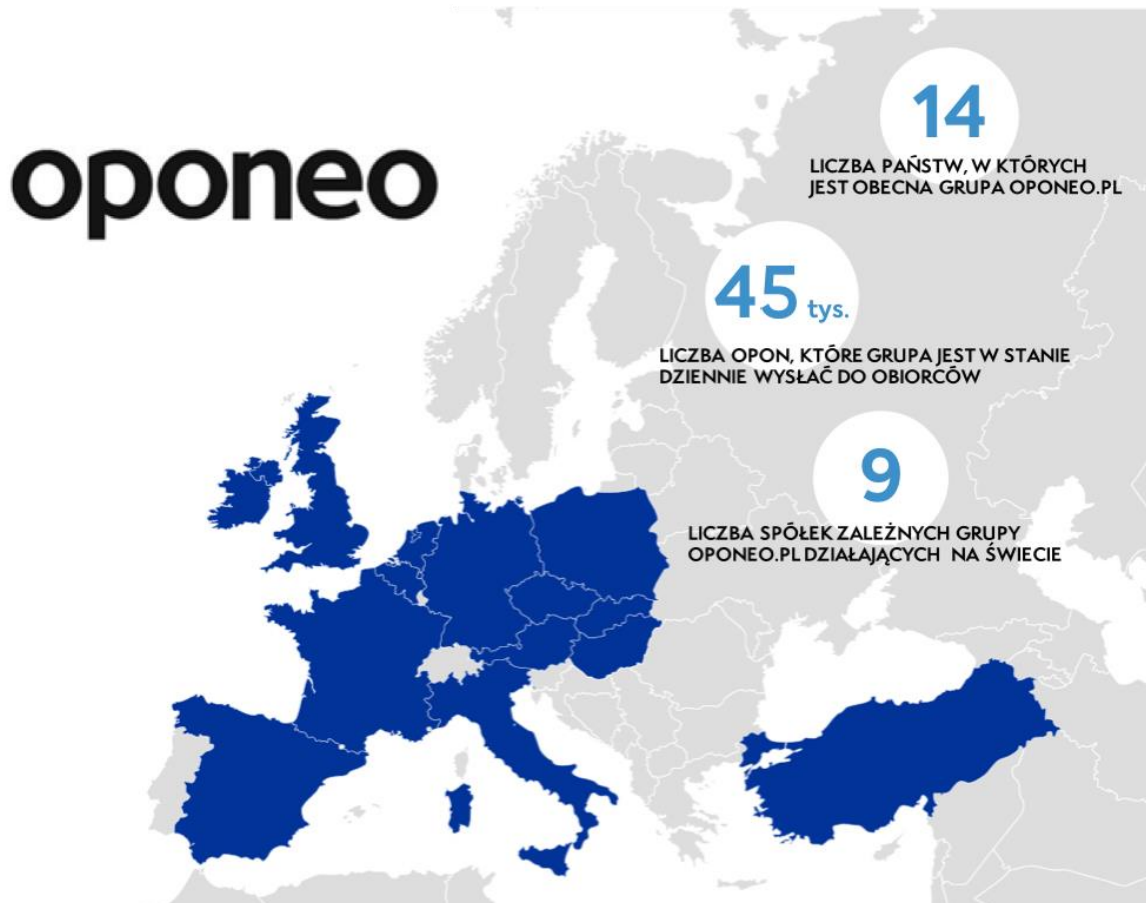 oponeo
14
LICZBA PAŃSTW, W KTÓRYCH
JEST OBECNA GRUPA OPONEO.PL
45 tys.
LICZBA OPON, KTÓRE GRUPA JEST W STANIE
DZIENNIE WYSŁAĆ DO OBIORCÓW
9
LICZBA SPÓŁEK ZALEŻNYCH GRUPY
OPONEO.PL DZIAŁAJĄCYCH NA ŚWIECIE